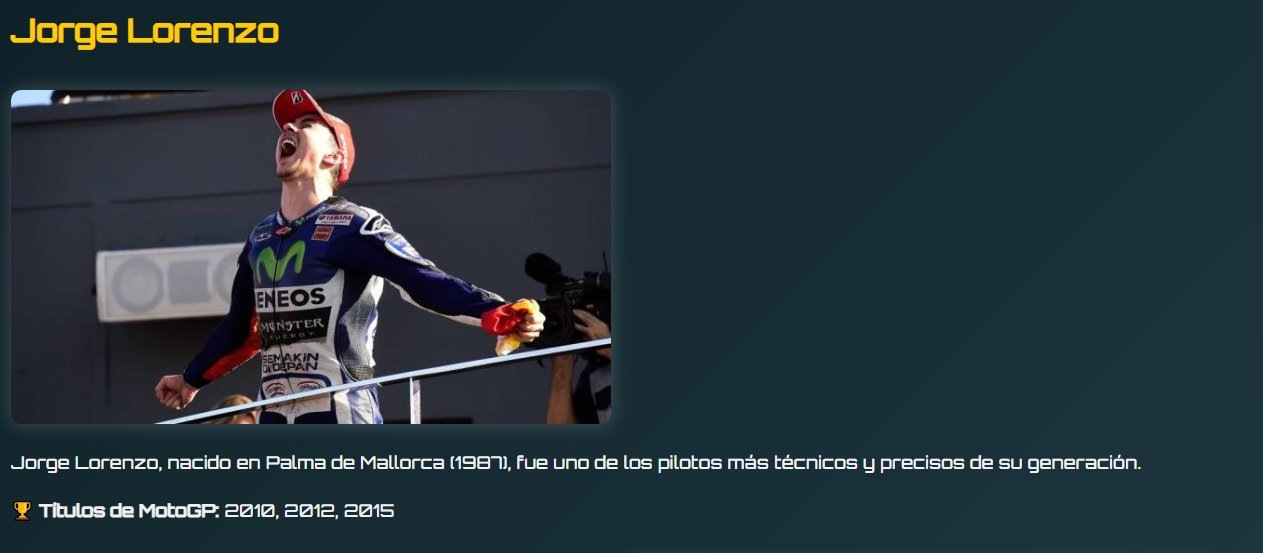 Jorge Lorenzo
YAMAHA
ENEOS
MONSTER
ENERGY
SEMAKIN
DI DEPAN
Jorge Lorenzo, nacido en Palma de Mallorca (1987), fue uno de los pilotos más técnicos y precisos de su generación.
🏆 Títulos de MotoGP: 2010, 2012, 2015